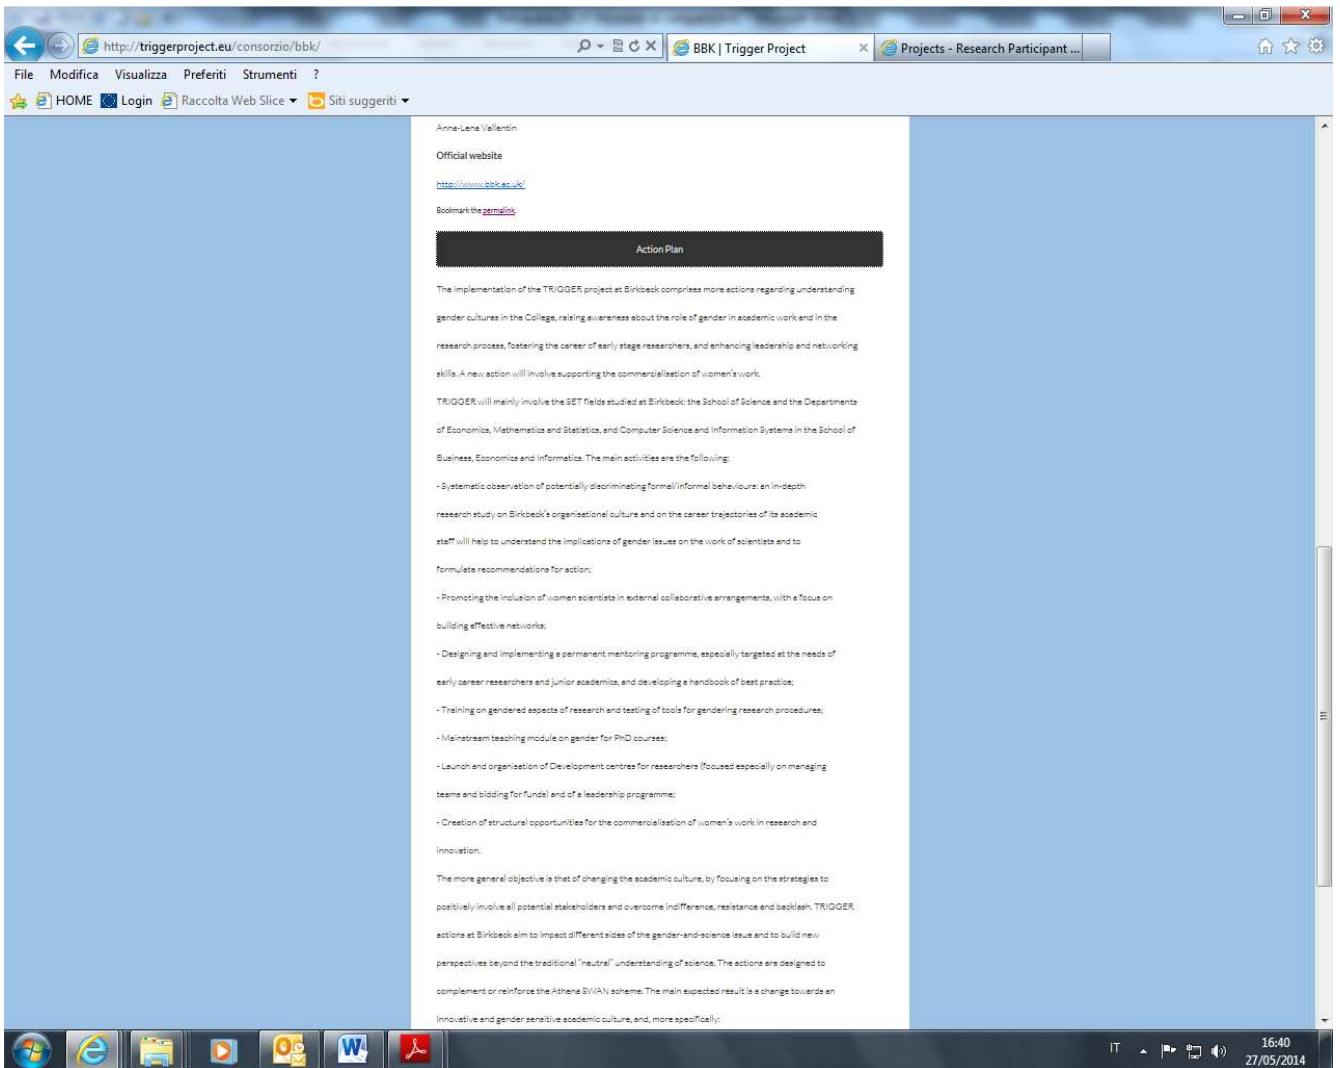 http://triggerproject.eu/consorzio/bbk/
BBK | Trigger Project
Projects - Research Participant ...
File Modifica Visualizza Preferiti Strumenti ?
HOME Login Raccolta Web Slice Siti suggeriti
Anne-Lena Vallentin
Official website
http://www.bbk.ac.uk/
Bookmark the permalink.
Action Plan
The implementation of the TRIGGER project at Birkbeck comprises more actions regarding understanding
gender cultures in the College, raising awareness about the role of gender in academic work and in the
research process, fostering the career of early stage researchers, and enhancing leadership and networking
skills. A new action will involve supporting the commercialisation of women's work.
TRIGGER will mainly involve the SET fields studied at Birkbeck: the School of Science and the Departments
of Economics, Mathematics and Statistics, and Computer Science and Information Systems in the School of
Business, Economics and Informatics. The main activities are the following:
- Systematic observation of potentially discriminating formal/informal behaviours: an in-depth
research study on Birkbeck's organisational culture and on the career trajectories of its academic
staff will help to understand the implications of gender issues on the work of scientists and to
formulate recommendations for action;
- Promoting the inclusion of women scientists in external collaborative arrangements, with a focus on
building effective networks;
- Designing and implementing a permanent mentoring programme, especially targeted at the needs of
early career researchers and junior academics, and developing a handbook of best practice;
- Training on gendered aspects of research and testing of tools for gendering research procedures;
- Mainstream teaching module on gender for PhD courses;
- Launch and organisation of Development centres for researchers (focused especially on managing
teams and bidding for funds) and of a leadership programme;
- Creation of structural opportunities for the commercialisation of women's work in research and
innovation.
The more general objective is that of changing the academic culture, by focusing on the strategies to
positively involve all potential stakeholders and overcome indifference, resistance and backlash. TRIGGER
actions at Birkbeck aim to impact different sides of the gender-and-science issue and to build new
perspectives beyond the traditional "neutral" understanding of science. The actions are designed to
complement or reinforce the Athena SWAN scheme. The main expected result is a change towards an
innovative and gender sensitive academic culture, and, more specifically:
IT
16:40
27/05/2014